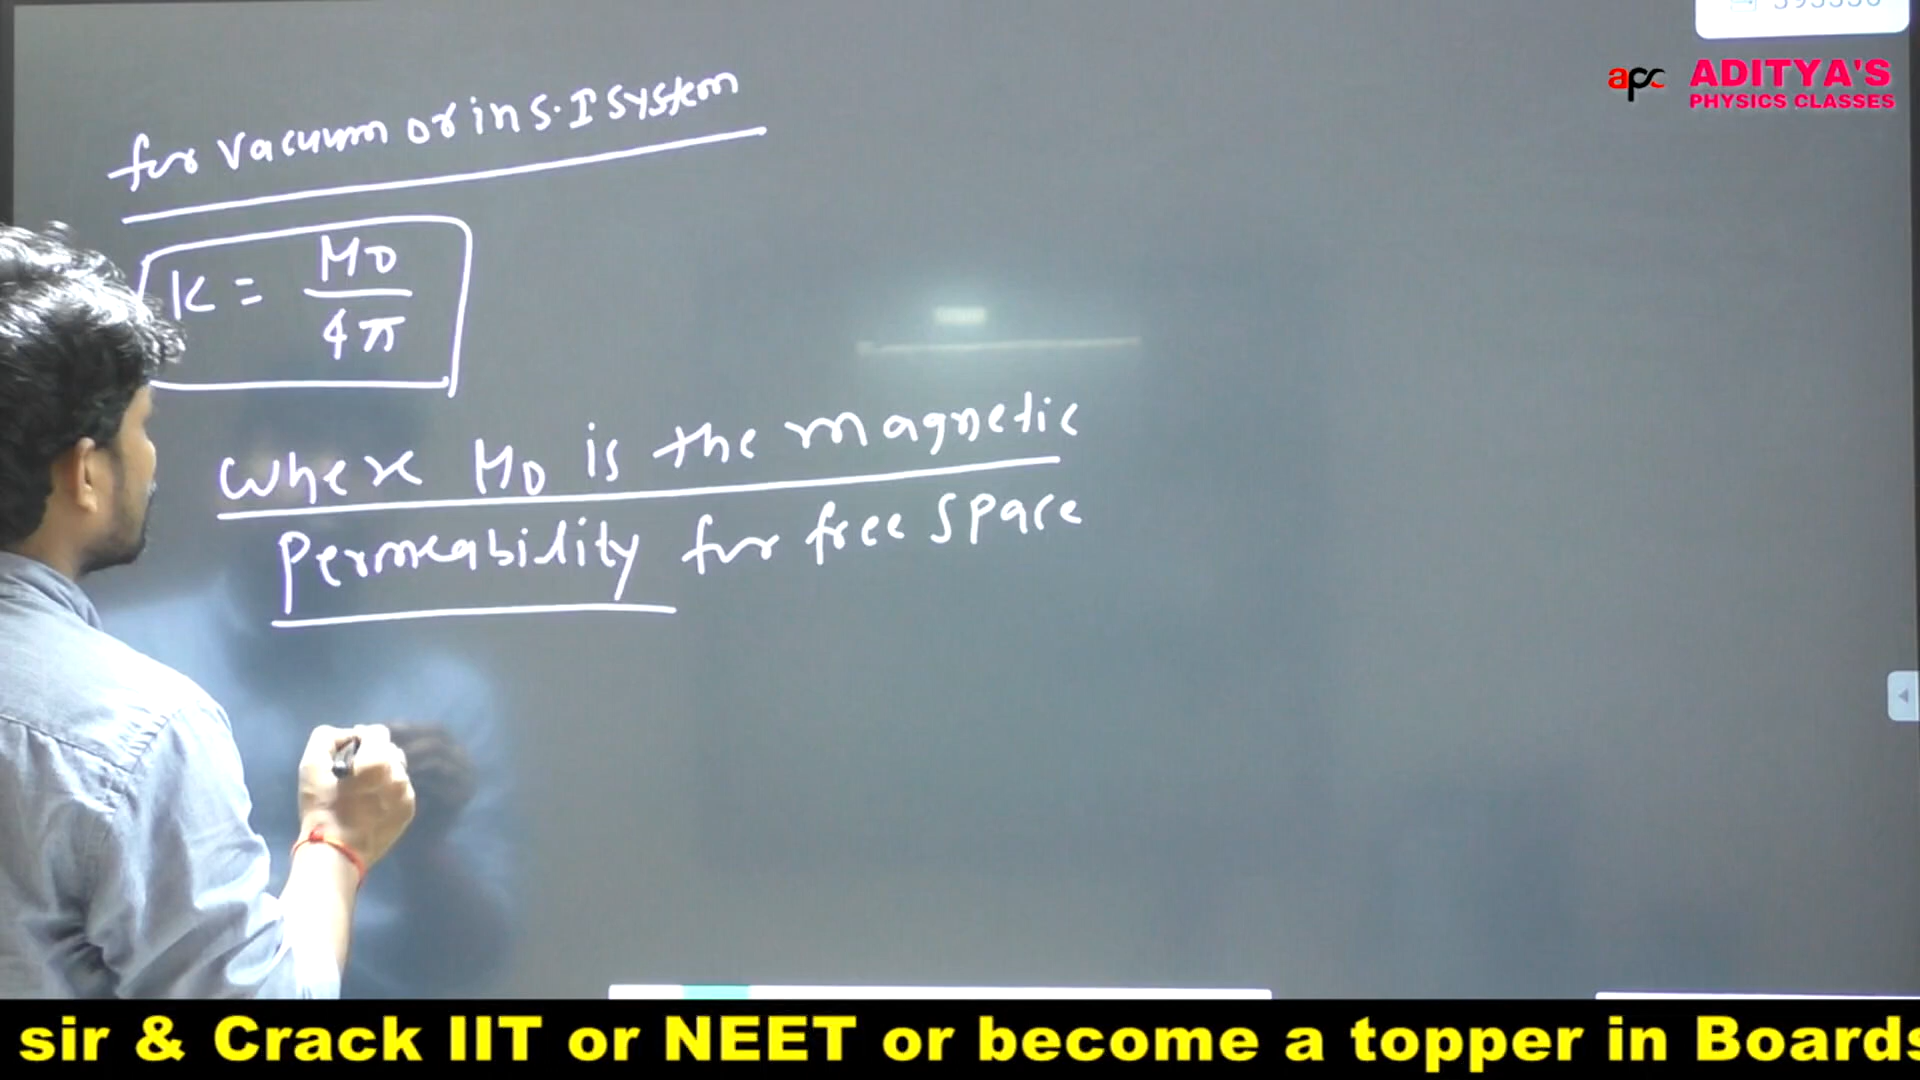 for vacuum or in S.I System
K = μ0 / 4π
where μ0 is the magnetic
Permeability for free space
apc ADITYA'S
PHYSICS CLASSES
sir & Crack IIT or NEET or become a topper in Boards